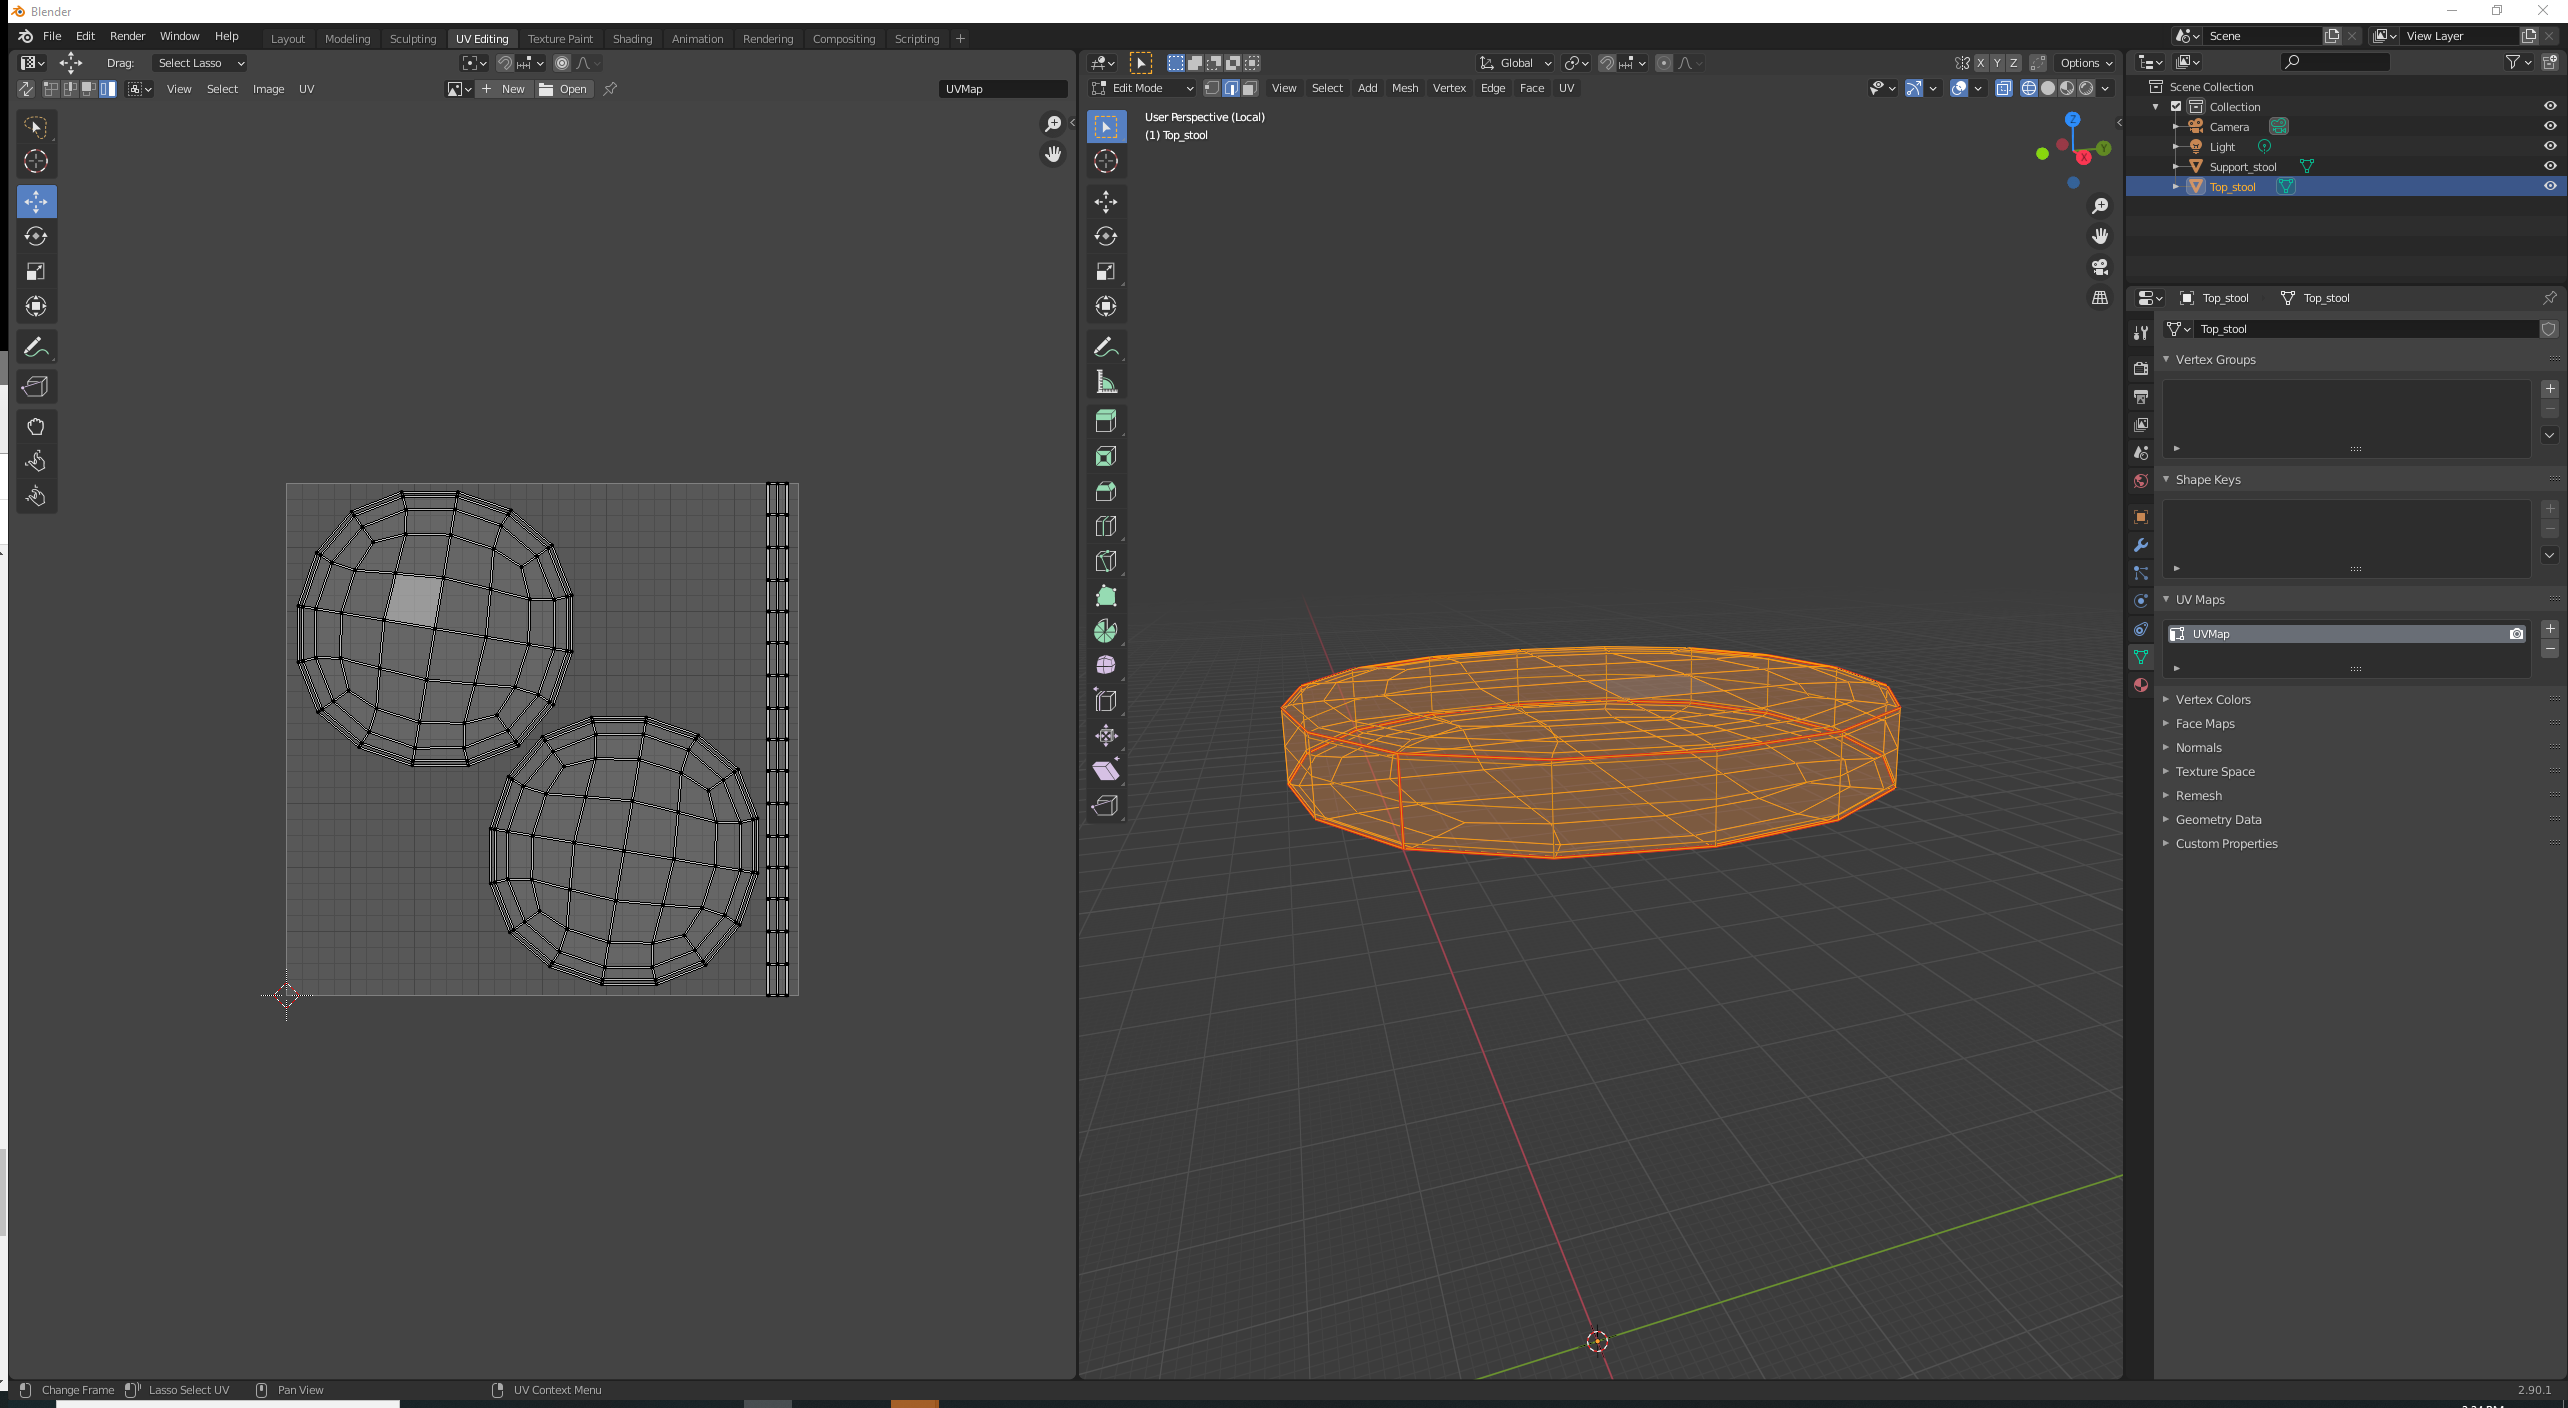 Blender
File Edit Render Window Help
Layout Modeling Sculpting UV Editing Texture Paint Shading Animation Rendering Compositing Scripting +
Scene
View Layer
Drag: Select Lasso
Global
X Y Z
Options
View Select Image UV
New
Open
UVMap
Edit Mode
View Select Add Mesh Vertex Edge Face UV
User Perspective (Local)
(1) Top_stool
Z
Y
X
Scene Collection
Collection
Camera
Light
Support_stool
Top_stool
Top_stool
Top_stool
Top_stool
Vertex Groups
Shape Keys
UV Maps
UVMap
Vertex Colors
Face Maps
Normals
Texture Space
Remesh
Geometry Data
Custom Properties
Change Frame
Lasso Select UV
Pan View
UV Context Menu
2.90.1